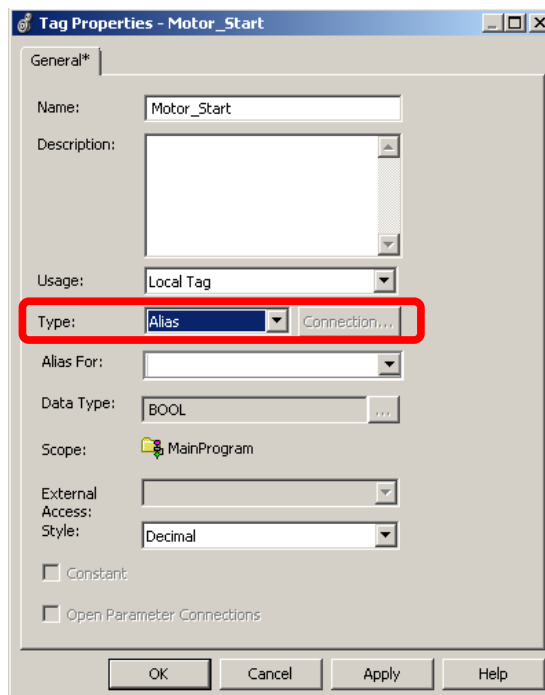 Tag Properties - Motor_Start
General*
Name: Motor_Start
Description:
Usage: Local Tag
Type: Alias Connection...
Alias For:
Data Type: BOOL ...
Scope: MainProgram
External
Access:
Style: Decimal
Constant
Open Parameter Connections
OK Cancel Apply Help